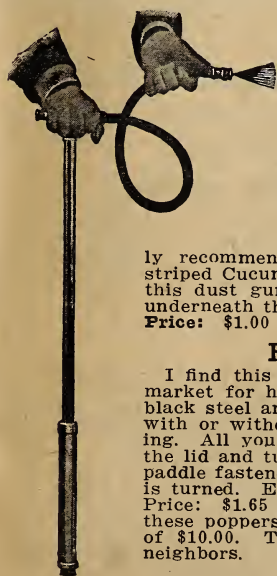 ly recommen
striped Cucun
this dust gun
underneath th
Price: $1.00
I find this
market for h
black steel an
with or witho
ing. All you
the lid and tu
paddle fasten
is turned. E
Price: $1.65
these poppers
of $10.00. T
neighbors.